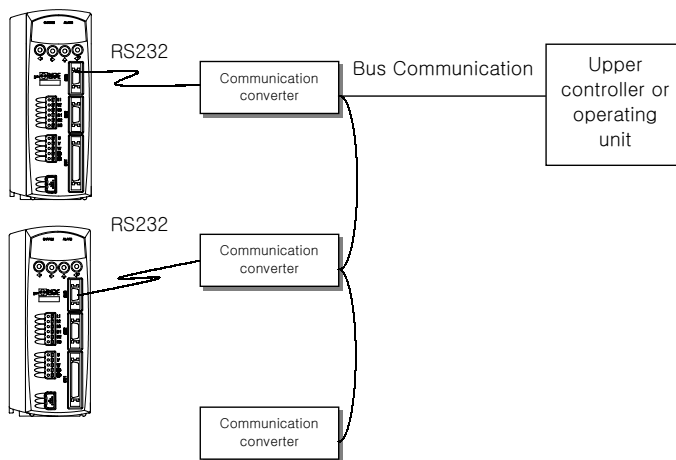 RS232
Communication
converter
Bus Communication
Upper
controller or
operating
unit
RS232
Communication
converter
Communication
converter